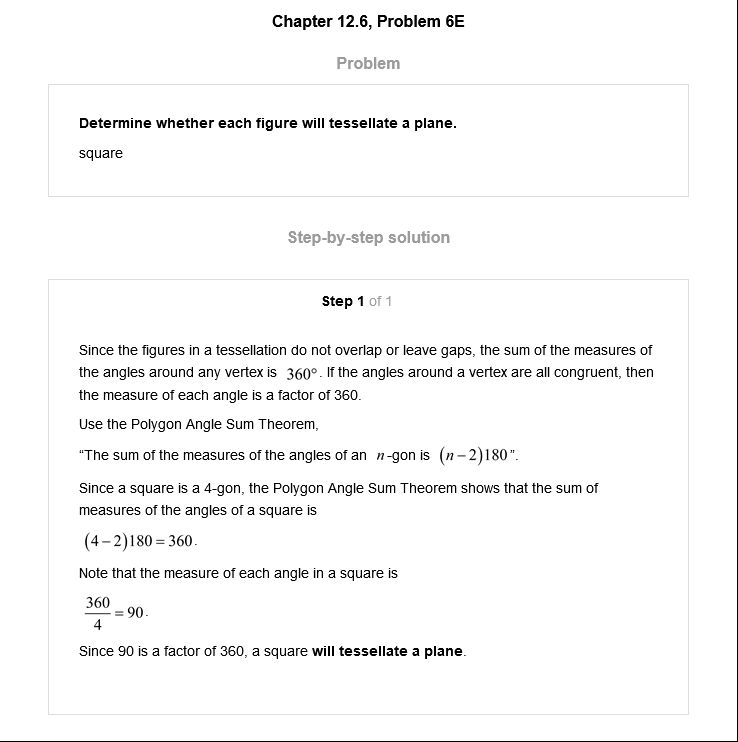 Chapter 12.6, Problem 6E
Problem
Determine whether each figure will tessellate a plane.
square
Step-by-step solution
Step 1 of 1
Since the figures in a tessellation do not overlap or leave gaps, the sum of the measures of
the angles around any vertex is 360°. If the angles around a vertex are all congruent, then
the measure of each angle is a factor of 360.
Use the Polygon Angle Sum Theorem,
“The sum of the measures of the angles of an n-gon is (n−2)180”.
Since a square is a 4-gon, the Polygon Angle Sum Theorem shows that the sum of
measures of the angles of a square is
(4−2)180=360.
Note that the measure of each angle in a square is
360/4=90.
Since 90 is a factor of 360, a square will tessellate a plane.